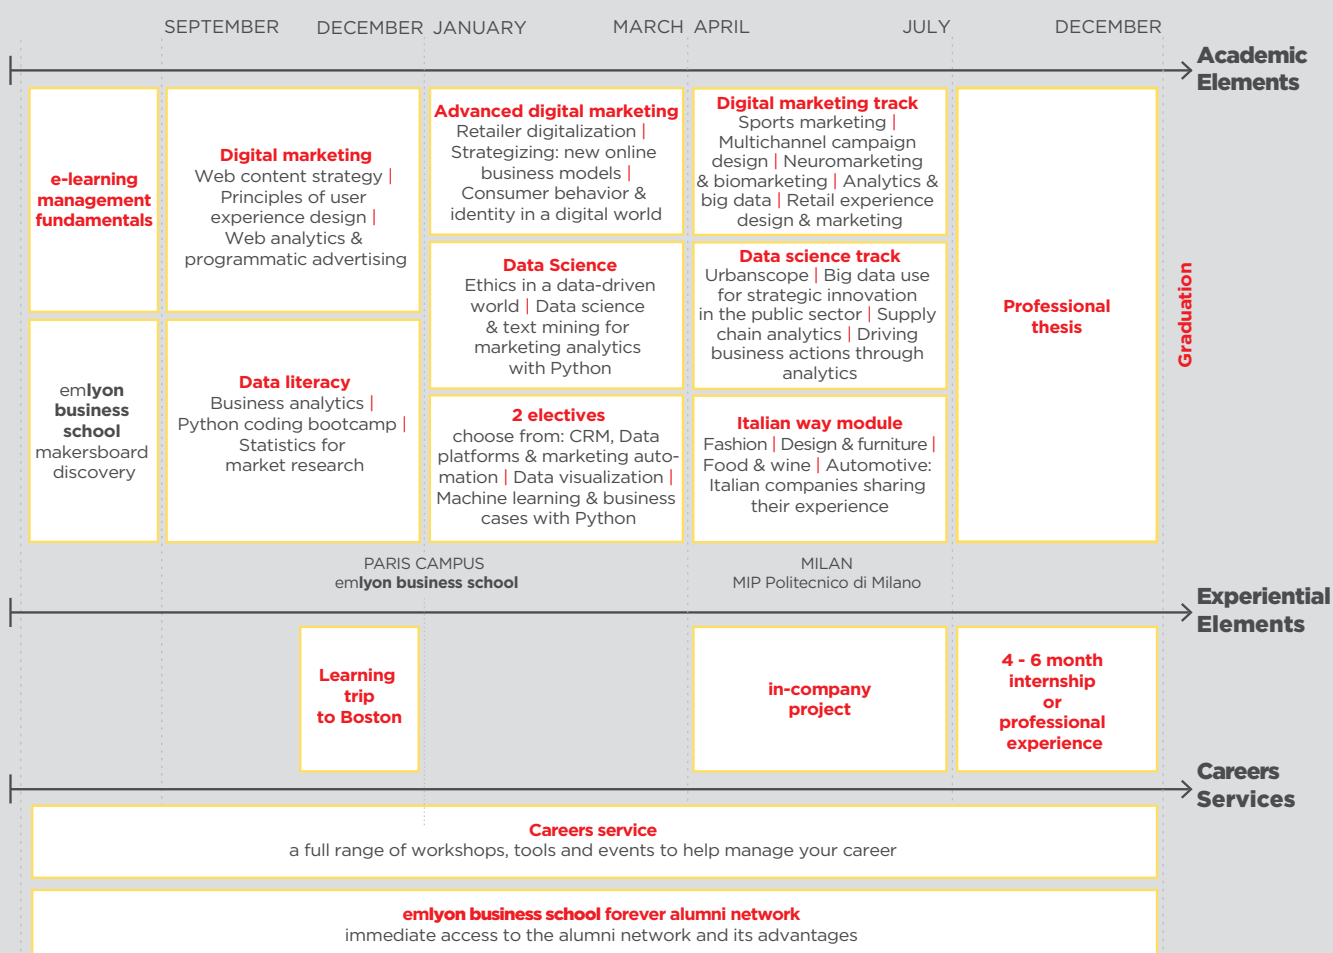 SEPTEMBER DECEMBER JANUARY MARCH APRIL JULY DECEMBER
Academic
Elements
e-learning
management
fundamentals
emlyon
business
school
makersboard
discovery
Digital marketing
Web content strategy |
Principles of user
experience design |
Web analytics &
programmatic advertising
Data literacy
Business analytics |
Python coding bootcamp |
Statistics for
market research
Advanced digital marketing
Retailer digitalization |
Strategizing: new online
business models |
Consumer behavior &
identity in a digital world
Data Science
Ethics in a data-driven
world | Data science
& text mining for
marketing analytics
with Python
2 electives
choose from: CRM, Data
platforms & marketing auto-
mation | Data visualization |
Machine learning & business
cases with Python
Digital marketing track
Sports marketing |
Multichannel campaign
design | Neuromarketing
& biomarketing | Analytics &
big data | Retail experience
design & marketing
Data science track
Urbanscope | Big data use
for strategic innovation
in the public sector | Supply
chain analytics | Driving
business actions through
analytics
Italian way module
Fashion | Design & furniture |
Food & wine | Automotive:
Italian companies sharing
their experience
Professional
thesis
Graduation
PARIS CAMPUS
emlyon business school
MILAN
MIP Politecnico di Milano
Experiential
Elements
Learning
trip
to Boston
in-company
project
4 - 6 month
internship
or
professional
experience
Careers
Services
Careers service
a full range of workshops, tools and events to help manage your career
emlyon business school forever alumni network
immediate access to the alumni network and its advantages